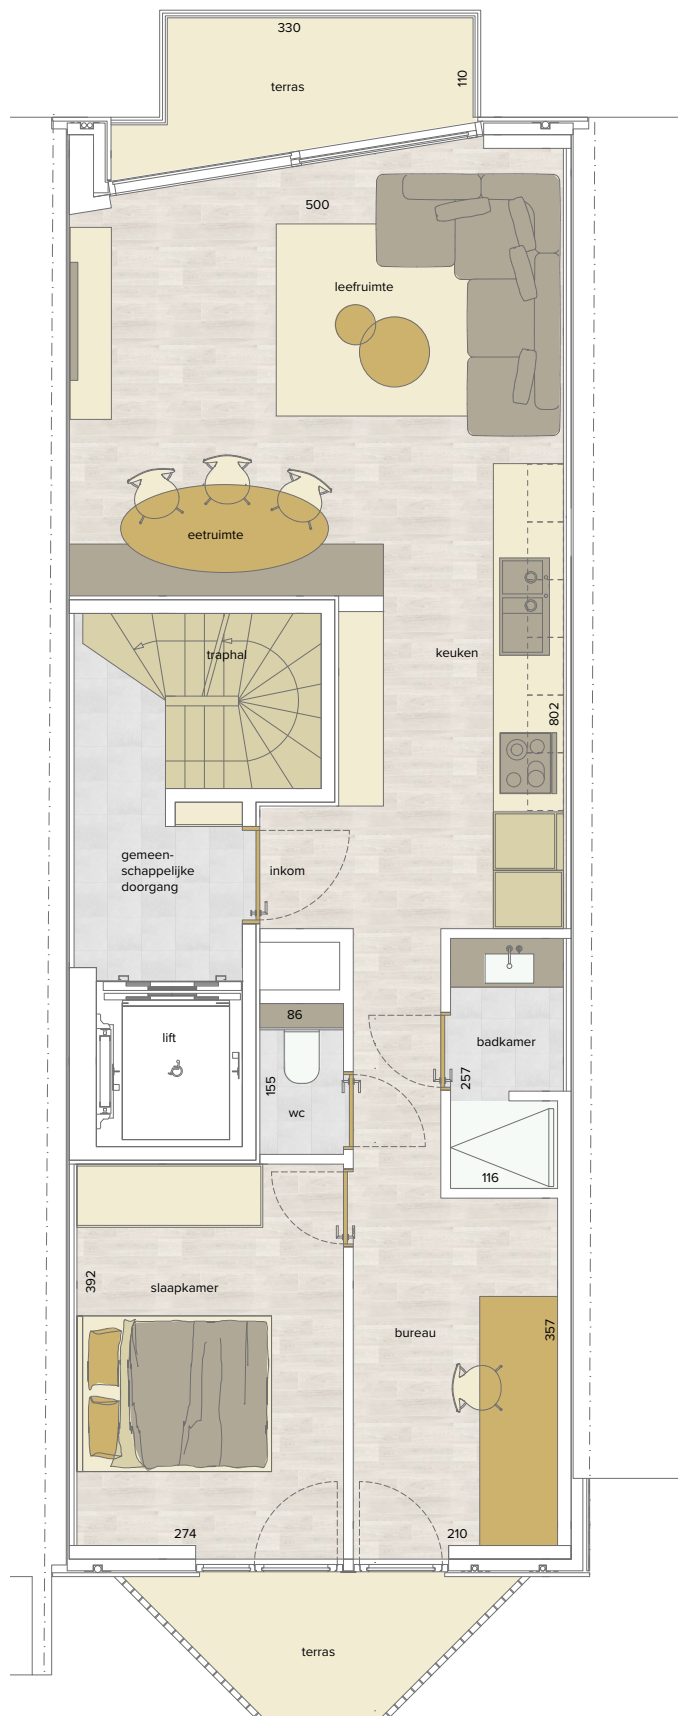 330
110
terras
500
leefruimte
eetruimte
traphal
keuken
802
gemeen-
schappelijke
doorgang
inkom
86
lift
badkamer
155
257
wc
116
392
slaapkamer
bureau
357
274
210
terras